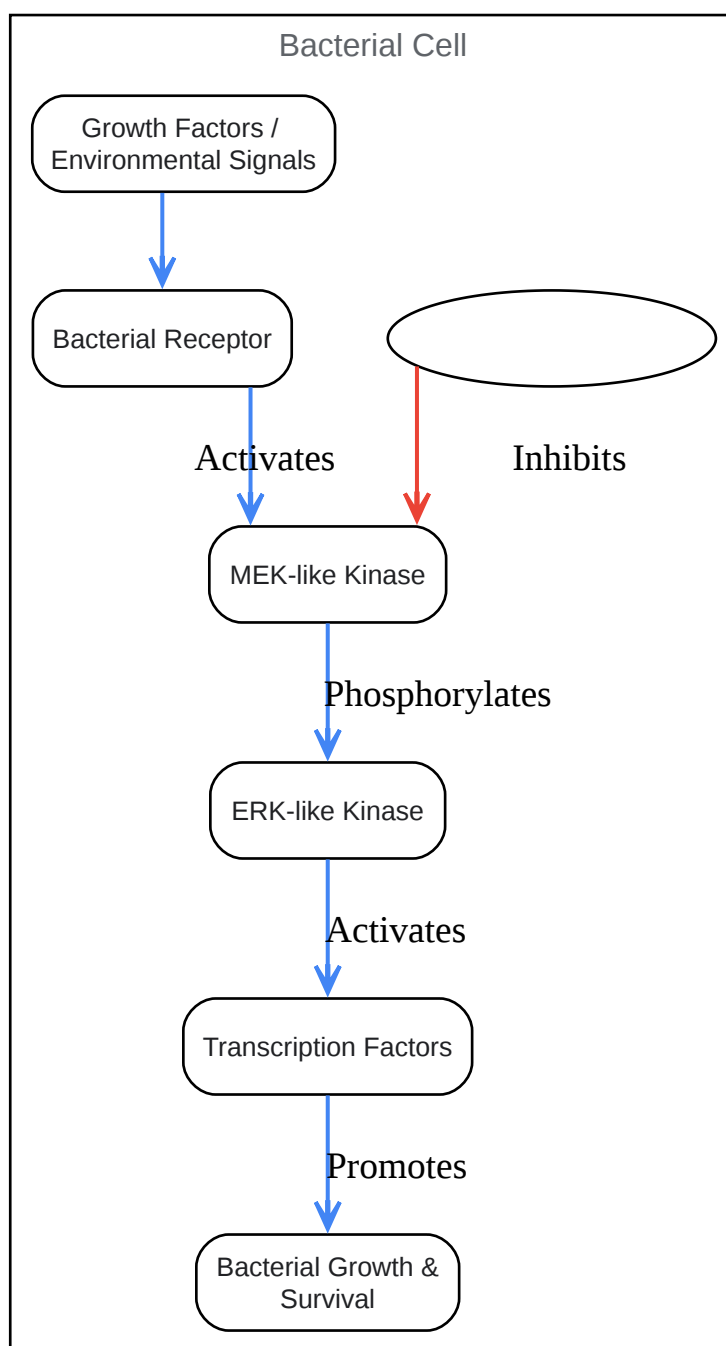 Bacterial Cell
Growth Factors /
Environmental Signals
Bacterial Receptor
Activates
Inhibits
MEK-like Kinase
Phosphorylates
ERK-like Kinase
Activates
Transcription Factors
Promotes
Bacterial Growth &
Survival